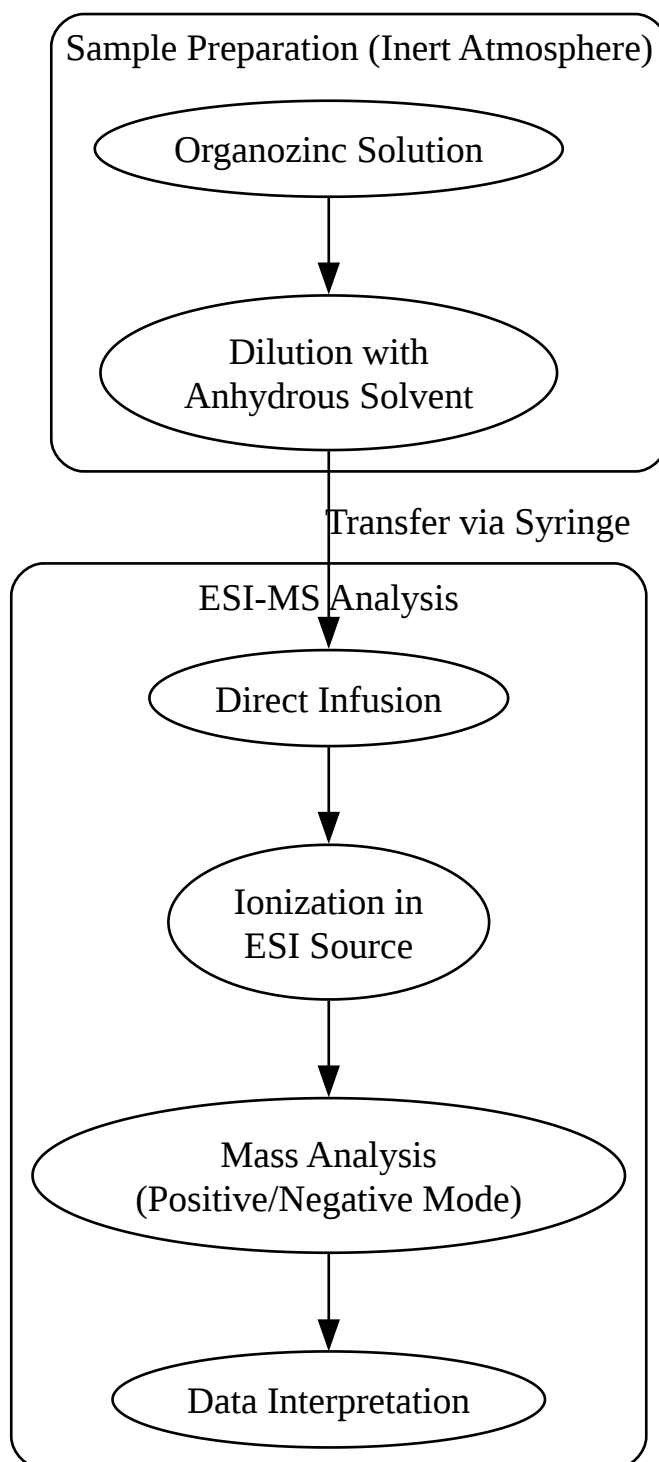 Sample Preparation (Inert Atmosphere)
Organozinc Solution
Dilution with
Anhydrous Solvent
Transfer via Syringe
ESI-MS Analysis
Direct Infusion
Ionization in
ESI Source
Mass Analysis
(Positive/Negative Mode)
Data Interpretation